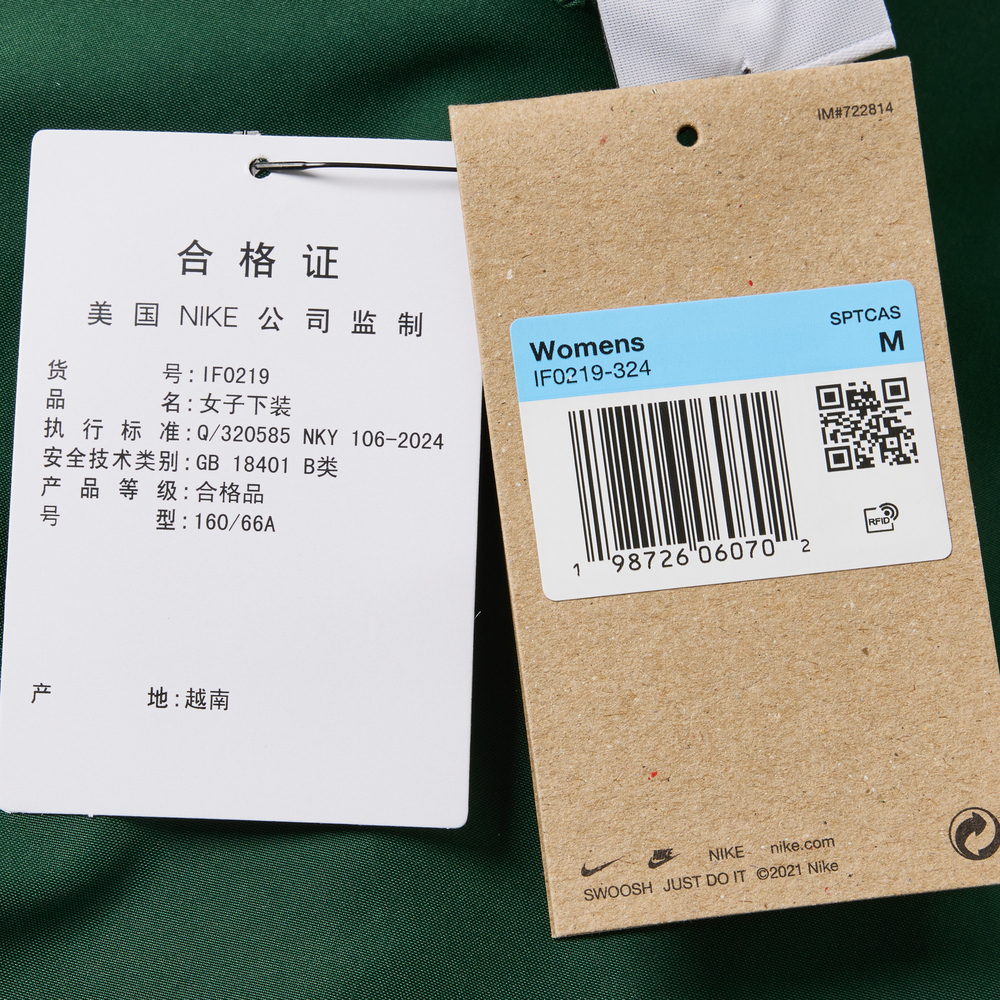 合格证
美国 NIKE 公司监制
货 号:IF0219
品 名:女子下装
执行标准:Q/320585 NKY 106-2024
安全技术类别:GB 18401 B类
产品等级:合格品
号 型:160/66A
产 地:越南
IM#722814
SPTCAS
Womens M
IF0219-324
RFID
1 98726 06070 2
NIKE nike.com
SWOOSH JUST DO IT ©2021 Nike